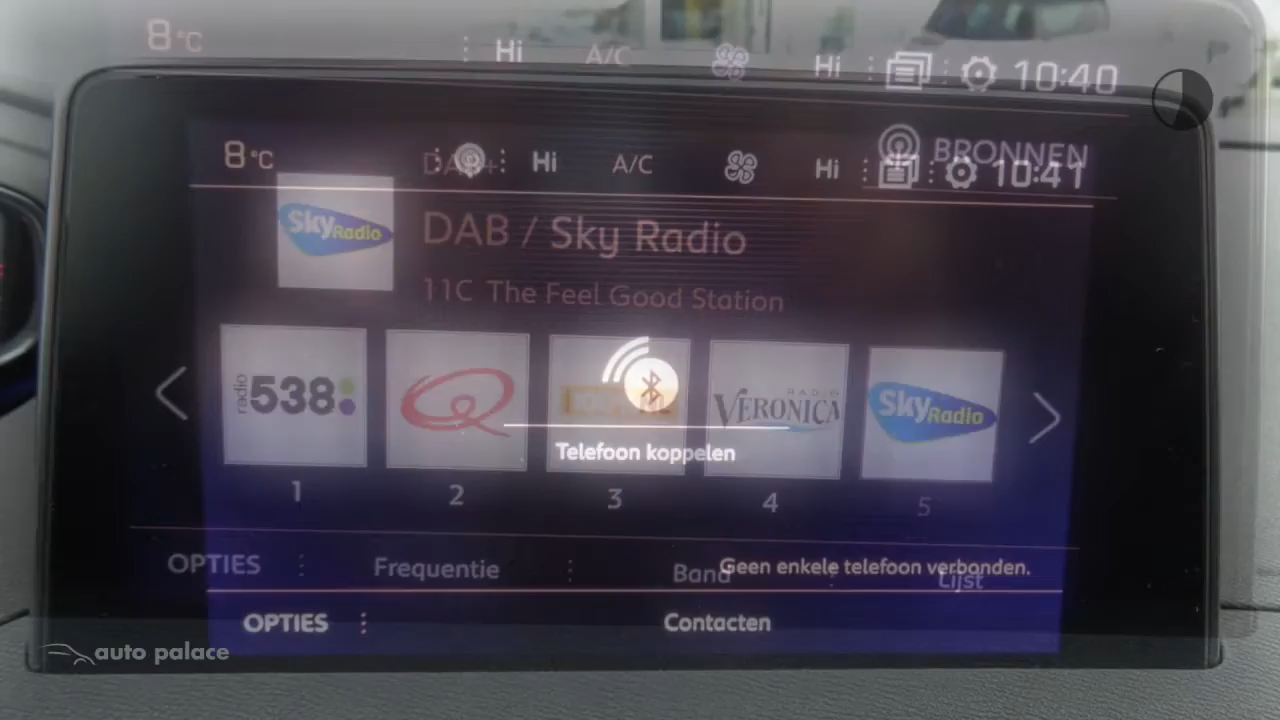 8°C Hi A/C Hi 10:40
BRONNEN
8°C DAB+ Hi A/C Hi 10:41
Sky Radio
DAB / Sky Radio
11C The Feel Good Station
radio 538
Q
RADIO VERONICA
Sky Radio
Telefoon koppelen
1 2 3 4 5
OPTIES Frequentie Band Lijst
Geen enkele telefoon verbonden.
OPTIES Contacten
auto palace